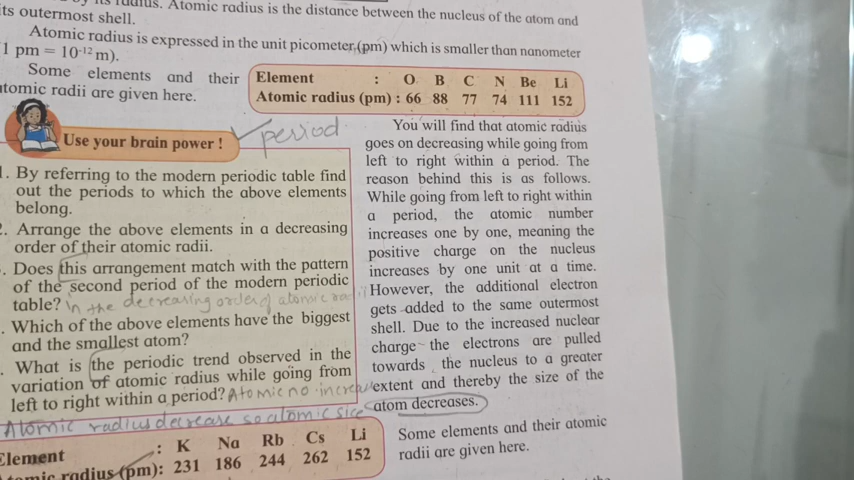 by its radius. Atomic radius is the distance between the nucleus of the atom and
its outermost shell.
Atomic radius is expressed in the unit picometer (pm) which is smaller than nanometer
1 pm = 10⁻¹² m).
Some elements and their
atomic radii are given here.
Element : O B C N Be Li
Atomic radius (pm) : 66 88 77 74 111 152
Use your brain power !
period
1. By referring to the modern periodic table find
out the periods to which the above elements
belong.
2. Arrange the above elements in a decreasing
order of their atomic radii.
. Does this arrangement match with the pattern
of the second period of the modern periodic
table? in the decreasing order of atomic radii
. Which of the above elements have the biggest
and the smallest atom?
. What is the periodic trend observed in the
variation of atomic radius while going from
left to right within a period? Atomic no. increa
Atomic radius decrease so atomic sice
You will find that atomic radius
goes on decreasing while going from
left to right within a period. The
reason behind this is as follows.
While going from left to right within
a period, the atomic number
increases one by one, meaning the
positive charge on the nucleus
increases by one unit at a time.
However, the additional electron
gets added to the same outermost
shell. Due to the increased nuclear
charge the electrons are pulled
towards the nucleus to a greater
extent and thereby the size of the
atom decreases.
Element : K Na Rb Cs Li
atomic radius (pm): 231 186 244 262 152
Some elements and their atomic
radii are given here.